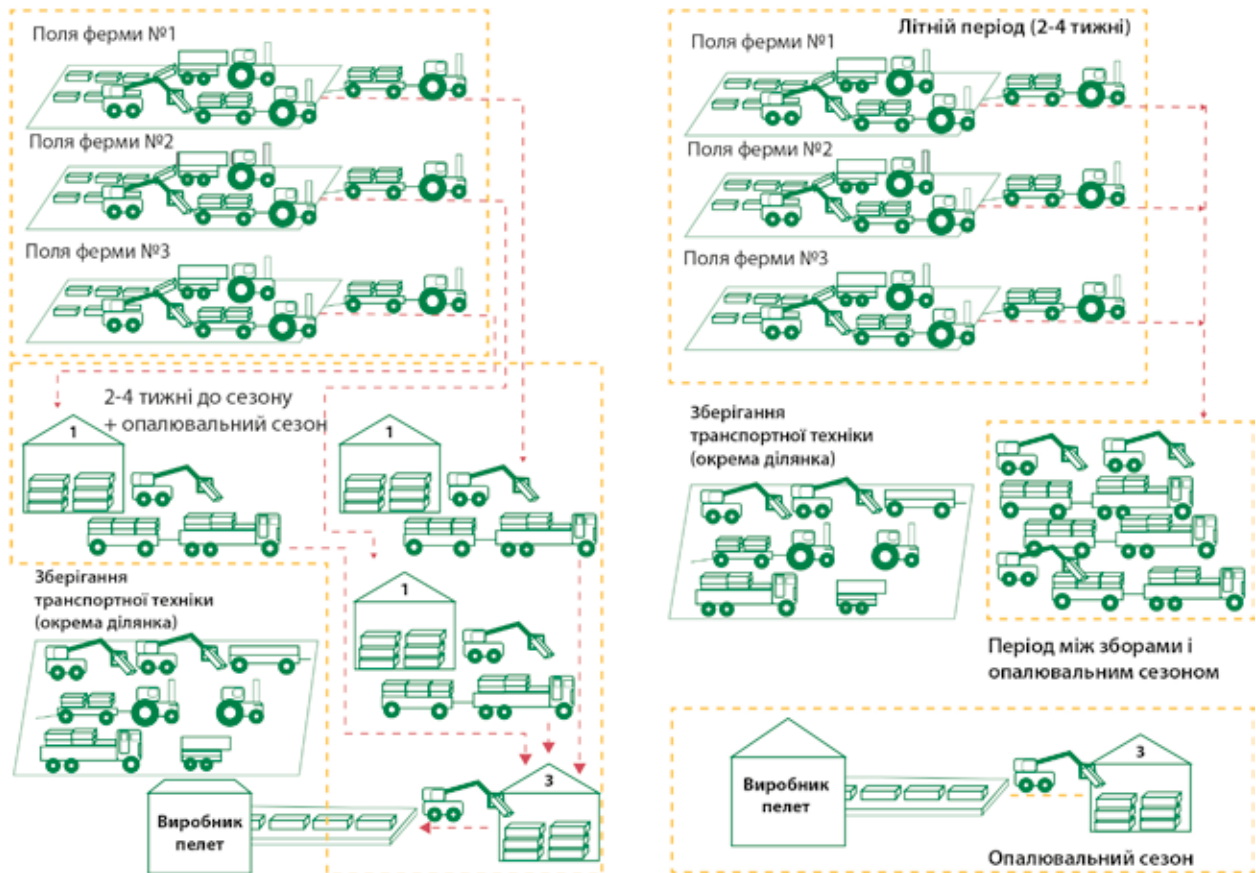 Поля ферми №1
Поля ферми №2
Поля ферми №3
2-4 тижні до сезону
+ опалювальний сезон
1
1
1
Зберігання
транспортної техніки
(окрема ділянка)
3
Виробник
пелет
Літній період (2-4 тижні)
Поля ферми №1
Поля ферми №2
Поля ферми №3
Зберігання
транспортної техніки
(окрема ділянка)
Період між зборами і
опалювальним сезоном
Виробник
пелет
3
Опалювальний сезон